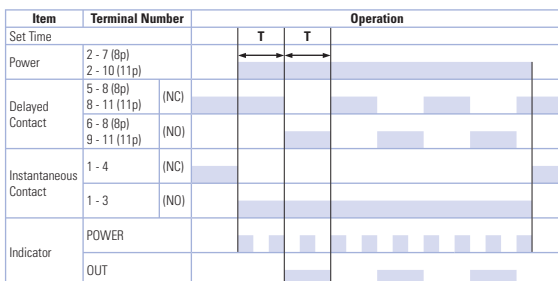 Item Terminal Number Operation
Set Time T T
Power 2 - 7 (8p)
2 - 10 (11p)
Delayed Contact
5 - 8 (8p)
8 - 11 (11p)
(NC)
6 - 8 (8p)
9 - 11 (11p)
(NO)
Instantaneous Contact
1 - 4 (NC)
1 - 3 (NO)
Indicator
POWER
OUT